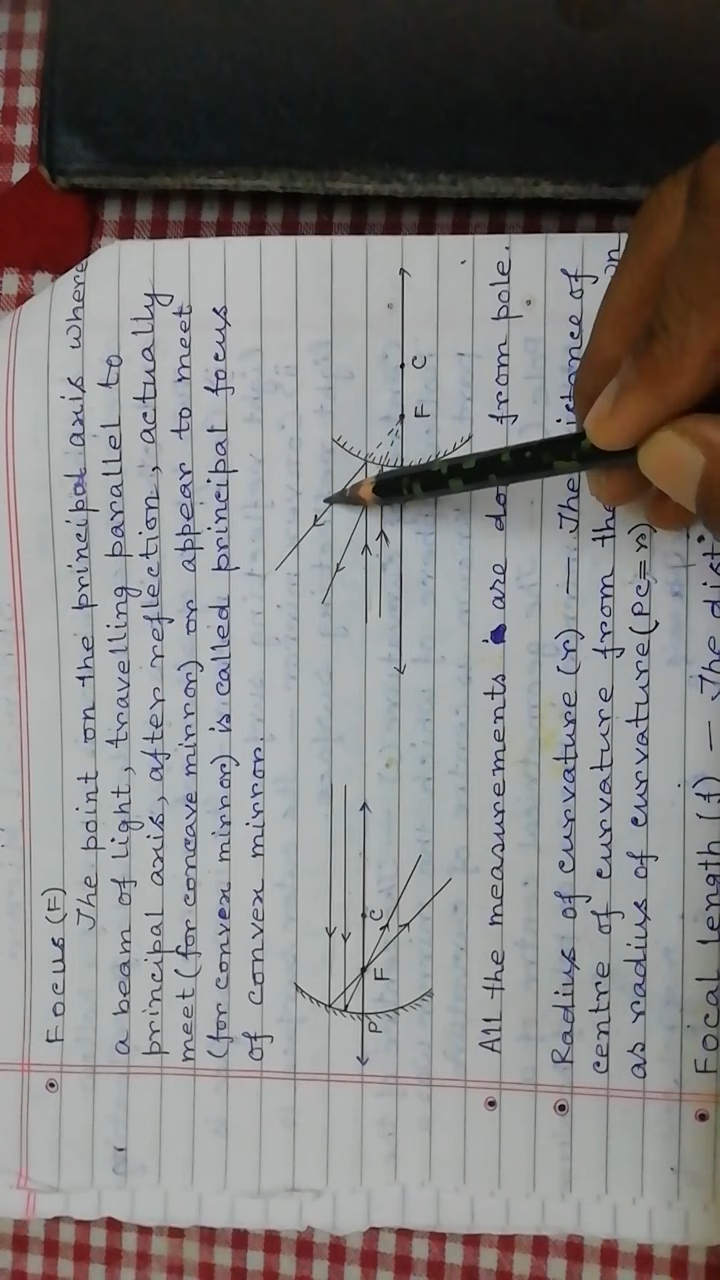 Focus (F)
The point on the principal axis where
a beam of light, travelling parallel to
principal axis, after reflection, actually
meet (for concave mirror) or appear to meet
(for convex mirror) is called principal focus
of convex mirror.
P F C
F C
All the measurements is are from pole.
Radius of curvature (r) — The distance of
centre of curvature from the
as radius of curvature (PC=r)
Focal length (f) — The